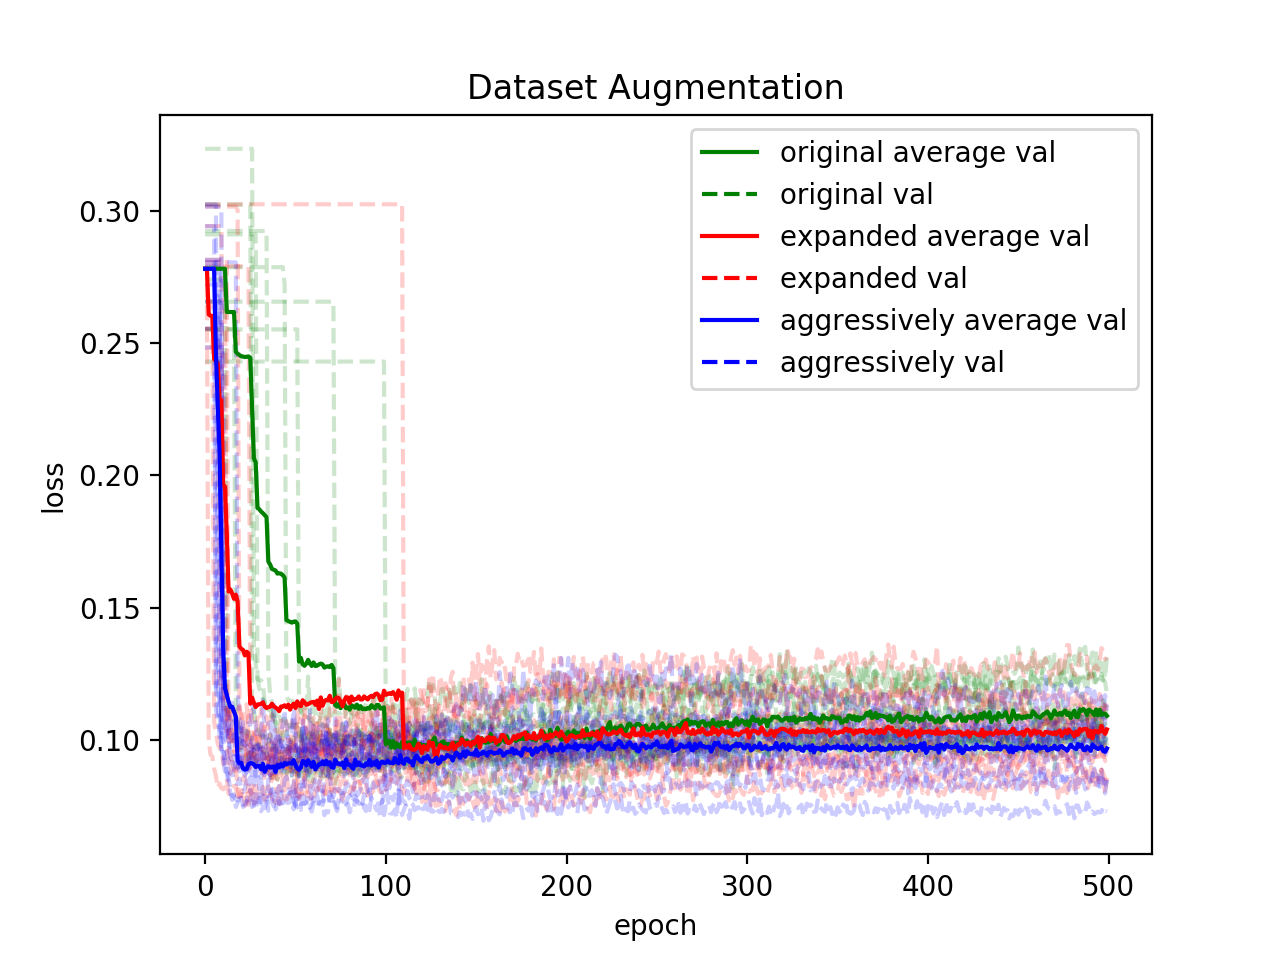 Dataset Augmentation
original average val
original val
expanded average val
expanded val
aggressively average val
aggressively val
0.30
0.25
0.20
0.15
0.10
loss
0 100 200 300 400 500
epoch